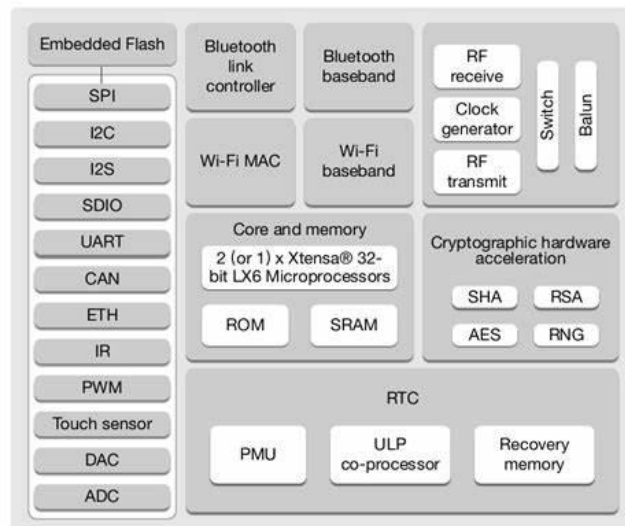 Embedded Flash
SPI
I2C
I2S
SDIO
UART
CAN
ETH
IR
PWM
Touch sensor
DAC
ADC
Bluetooth
link
controller
Bluetooth
baseband
Wi-Fi MAC
Wi-Fi
baseband
RF
receive
Clock
generator
RF
transmit
Switch
Balun
Core and memory
2 (or 1) x Xtensa® 32-
bit LX6 Microprocessors
ROM
SRAM
Cryptographic hardware
acceleration
SHA
RSA
AES
RNG
RTC
PMU
ULP
co-processor
Recovery
memory